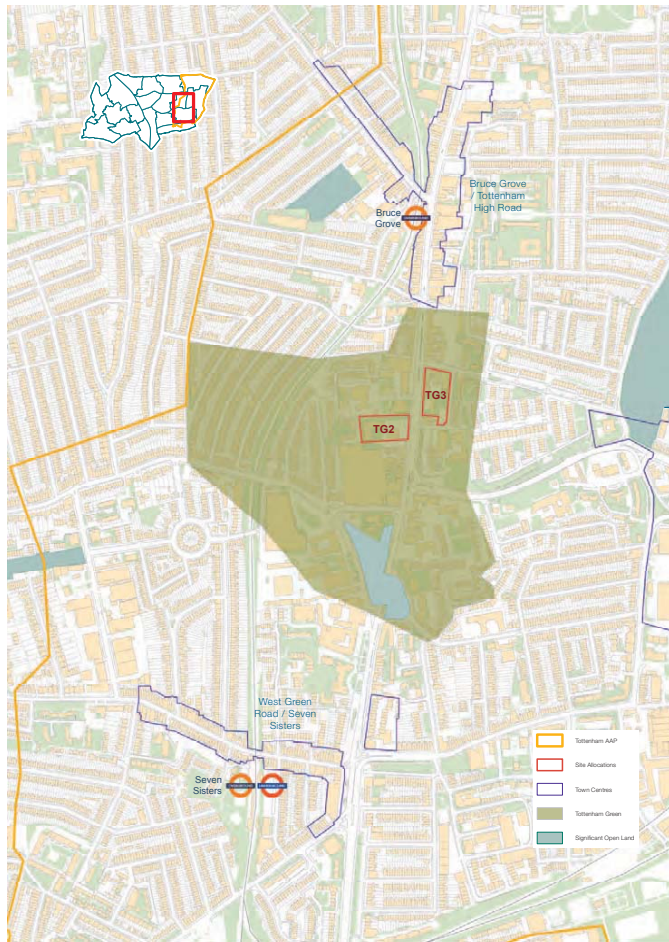 Bruce Grove
/ Tottenham
High Road
Bruce
Grove
TG3
TG2
West Green
Road / Seven
Sisters
Seven
Sisters
Tottenham AAP
Site Allocations
Town Centres
Tottenham Green
Significant Open Land